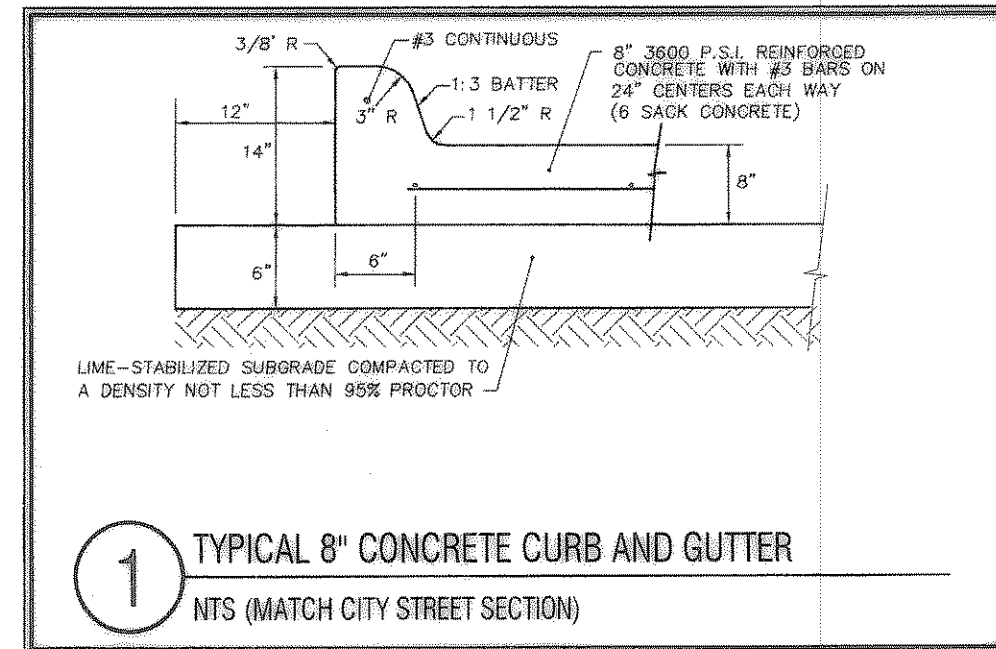 3/8' R
#3 CONTINUOUS
8" 3600 P.S.I. REINFORCED
CONCRETE WITH #3 BARS ON
24" CENTERS EACH WAY
(6 SACK CONCRETE)
1:3 BATTER
12"
3" R
1 1/2" R
14"
8"
6"
6"
LIME-STABILIZED SUBGRADE COMPACTED TO
A DENSITY NOT LESS THAN 95% PROCTOR
1
TYPICAL 8" CONCRETE CURB AND GUTTER
NTS (MATCH CITY STREET SECTION)